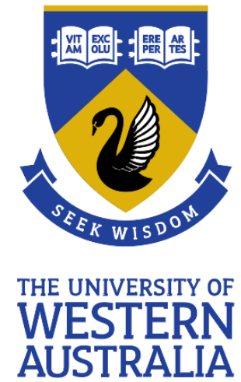 VIT EXC ERE AR
AM OLU PER TES
SEEK WISDOM
THE UNIVERSITY OF
WESTERN
AUSTRALIA